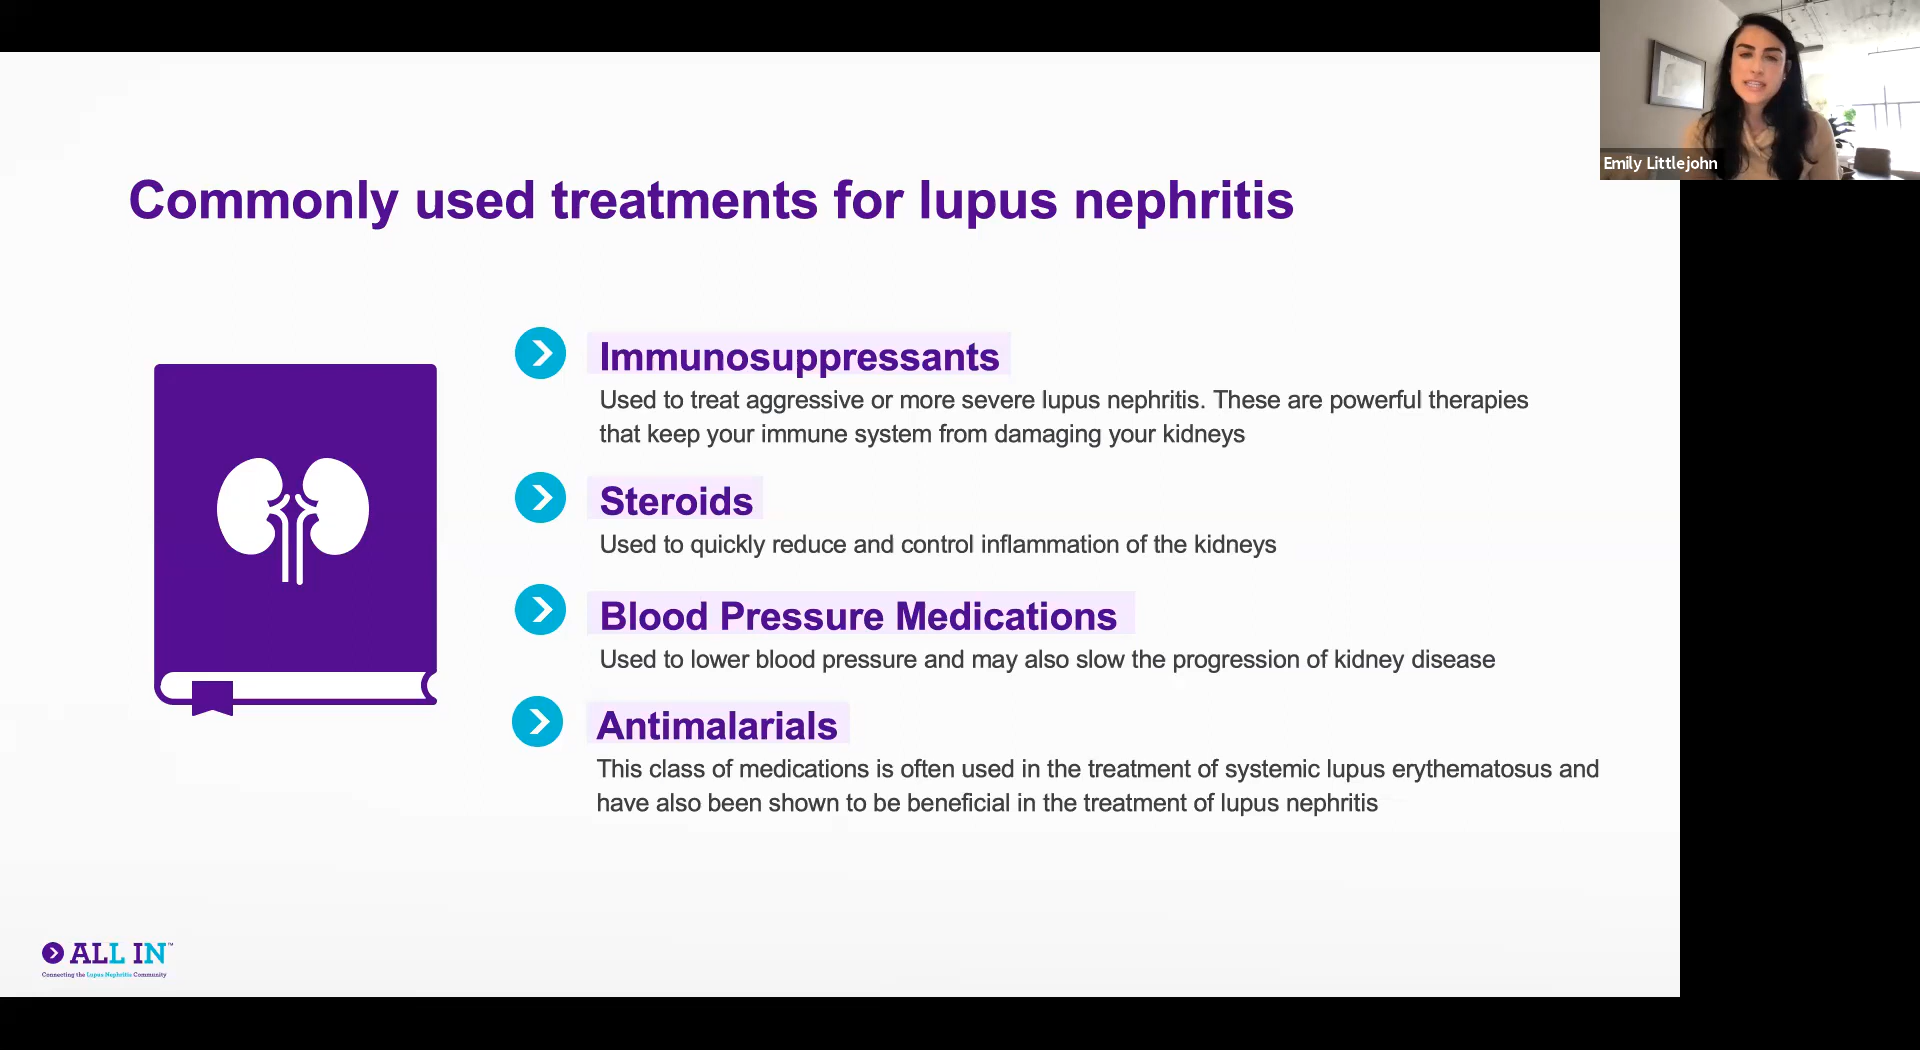 Emily Littlejohn
Commonly used treatments for lupus nephritis
Immunosuppressants
Used to treat aggressive or more severe lupus nephritis. These are powerful therapies
that keep your immune system from damaging your kidneys
Steroids
Used to quickly reduce and control inflammation of the kidneys
Blood Pressure Medications
Used to lower blood pressure and may also slow the progression of kidney disease
Antimalarials
This class of medications is often used in the treatment of systemic lupus erythematosus and
have also been shown to be beneficial in the treatment of lupus nephritis
ALL IN™
Connecting the Lupus Nephritis Community